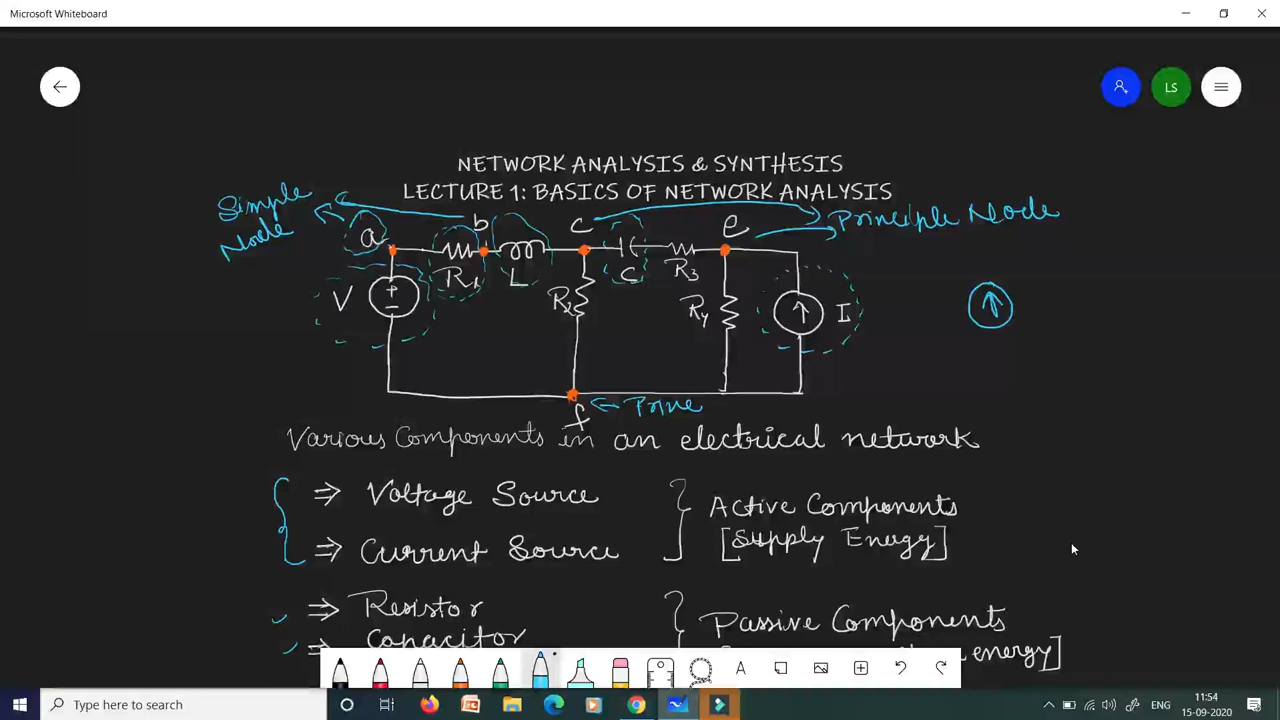 Microsoft Whiteboard
LS
NETWORK ANALYSIS & SYNTHESIS
LECTURE 1: BASICS OF NETWORK ANALYSIS
Simple
Node
a
b
c
e
Principle Node
R1
L
C
R3
V
R2
R4
I
f
Prine
Various Components in an electrical network
⇒ Voltage Source
Active Components
[Supply Energy]
⇒ Current Source
⇒ Resistor
Passive Components
⇒ Capacitor
energy]
Type here to search
ENG
11:54
15-09-2020